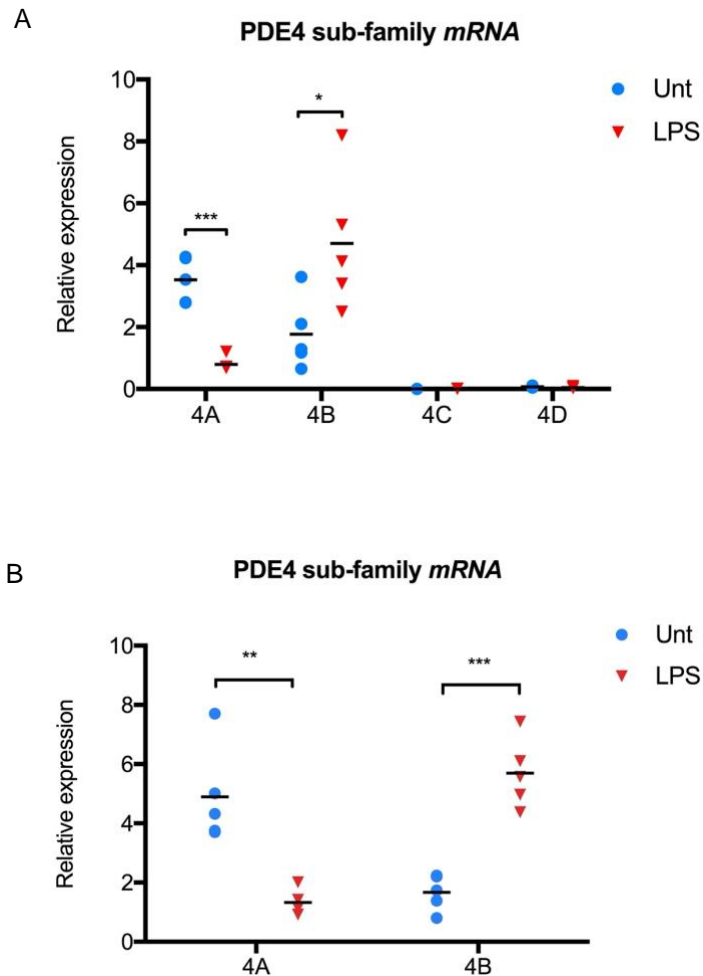 A
PDE4 sub-family mRNA
10
8
6
4
2
0
Relative expression
***
*
Unt
LPS
4A 4B 4C 4D
B
PDE4 sub-family mRNA
10
8
6
4
2
0
Relative expression
**
***
Unt
LPS
4A 4B